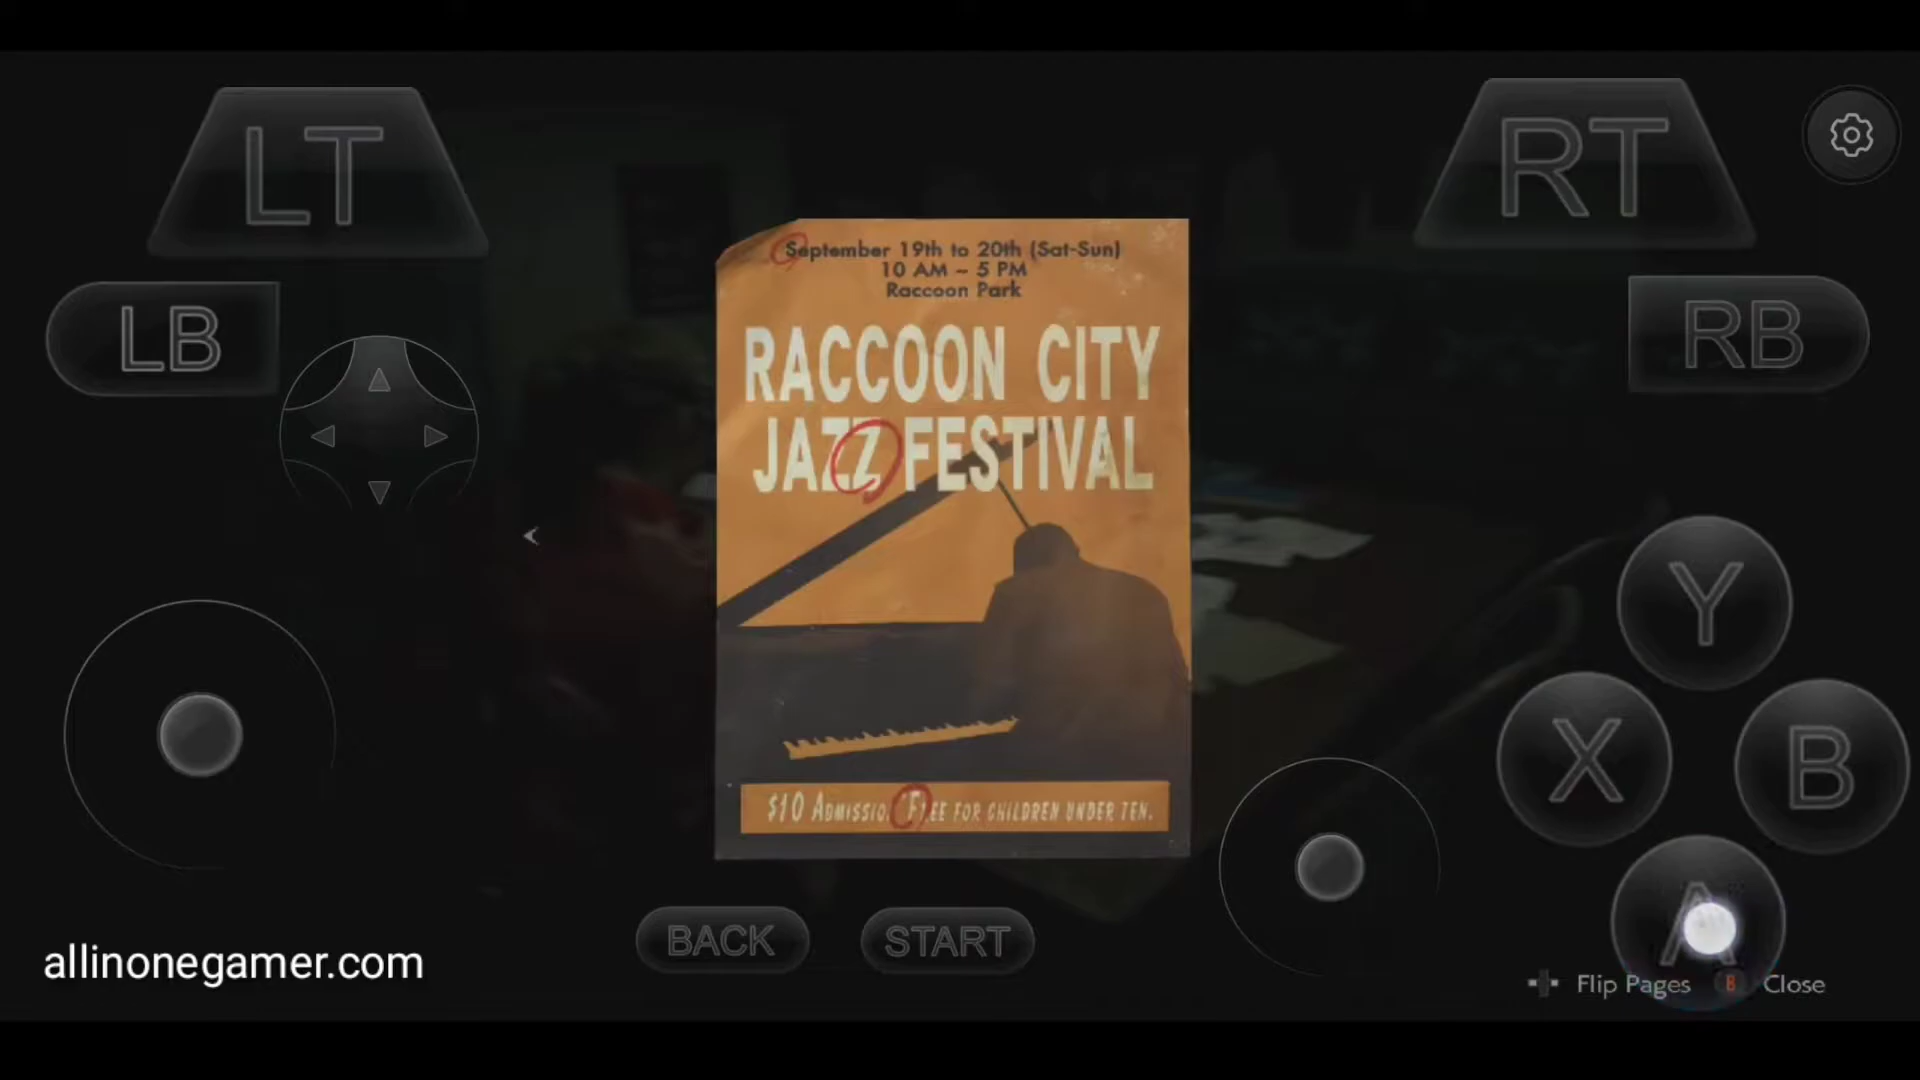 LT
RT
September 19th to 20th (Sat-Sun)
10 AM ~ 5 PM
Raccoon Park
LB
RB
RACCOON CITY
JAZZ FESTIVAL
Y
X
B
$10 ADMISSIO FREE FOR CHILDREN UNDER TEN.
A
BACK
START
allinonegamer.com
Flip Pages B Close